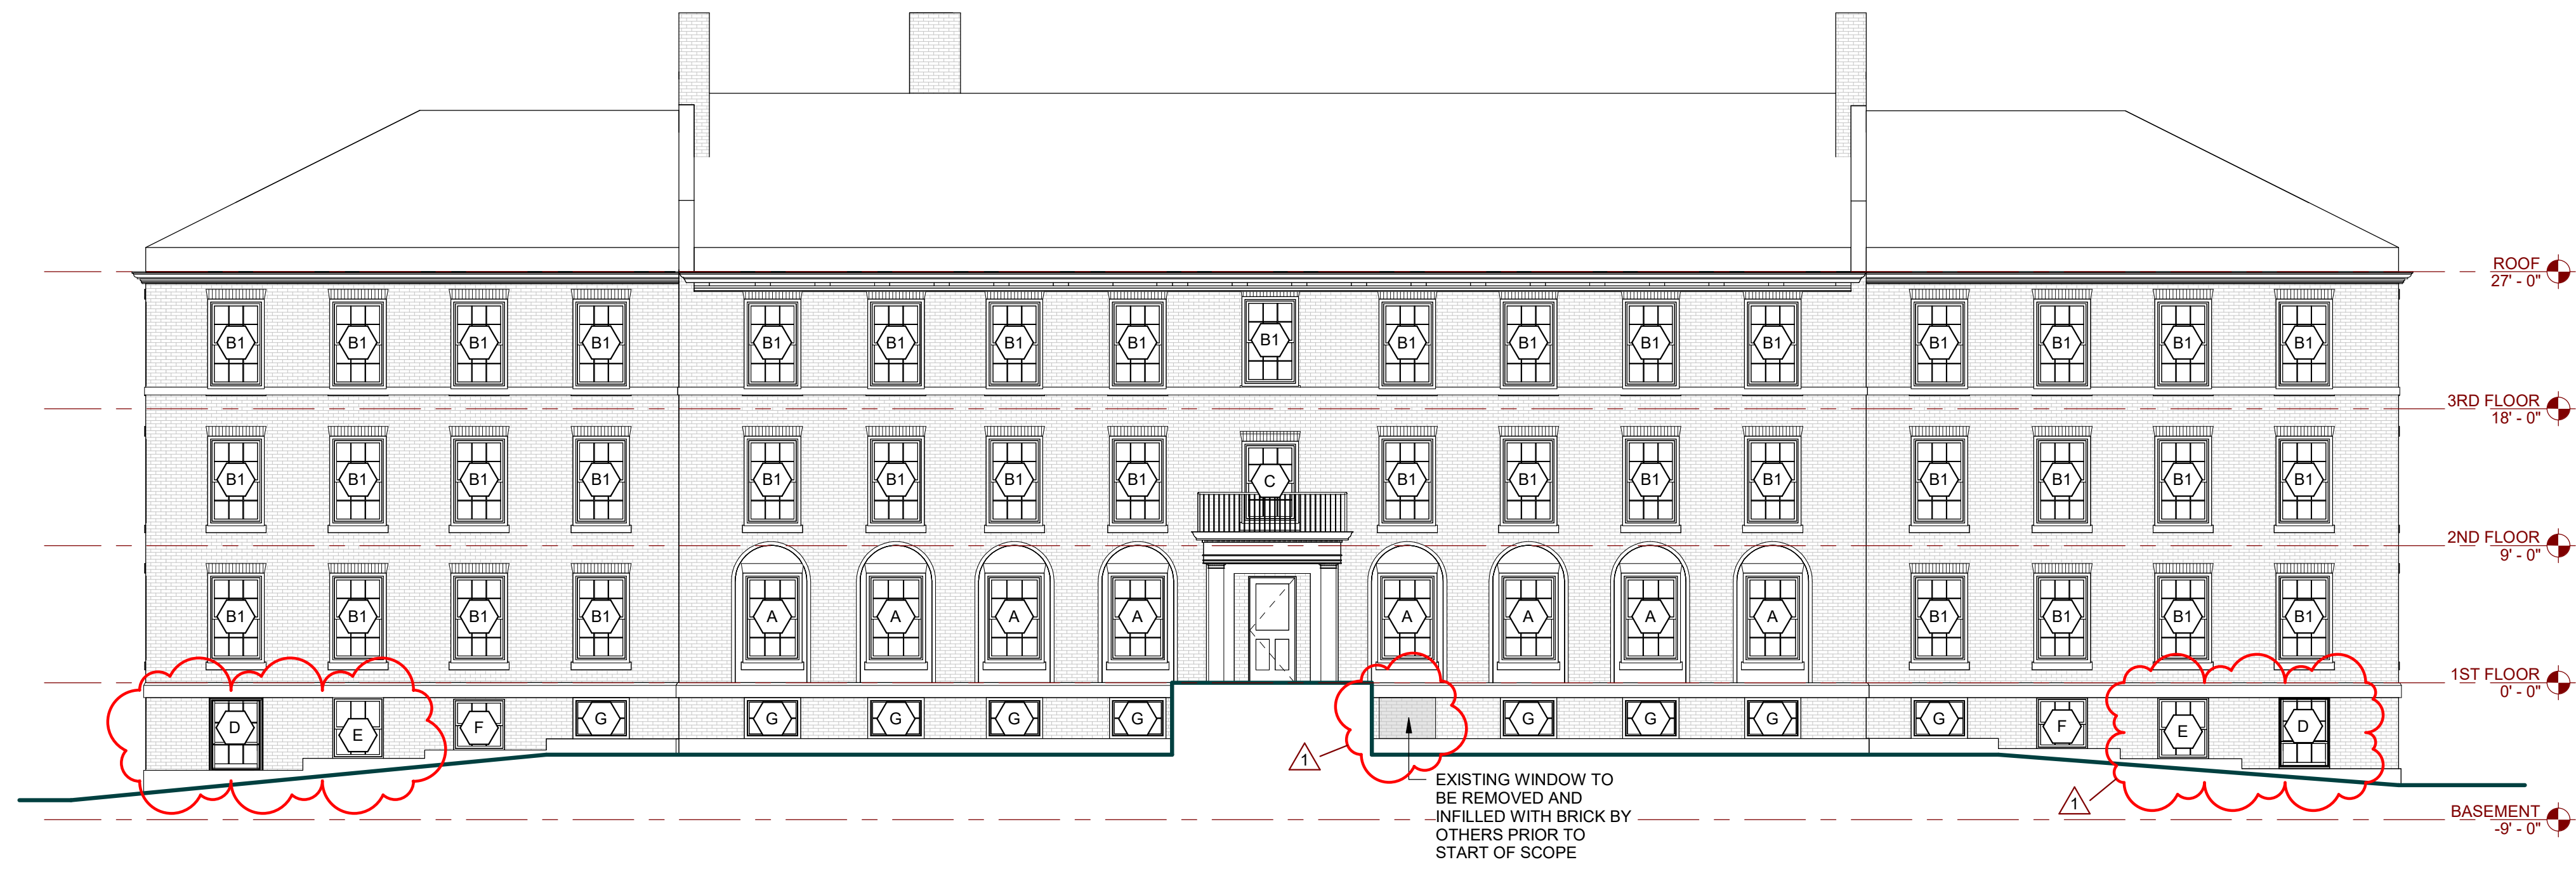 ROOF
27' - 0"
B1 B1 B1 B1 B1 B1 B1 B1 B1 B1 B1 B1 B1 B1 B1 B1 B1
3RD FLOOR
18' - 0"
B1 B1 B1 B1 B1 B1 B1 B1 C B1 B1 B1 B1 B1 B1 B1 B1
2ND FLOOR
9' - 0"
B1 B1 B1 B1 A A A A A A A A B1 B1 B1 B1
1ST FLOOR
0' - 0"
D E F G G G G G G G G G F E D
1
EXISTING WINDOW TO
BE REMOVED AND
INFILLED WITH BRICK BY
OTHERS PRIOR TO
START OF SCOPE
1
BASEMENT
-9' - 0"